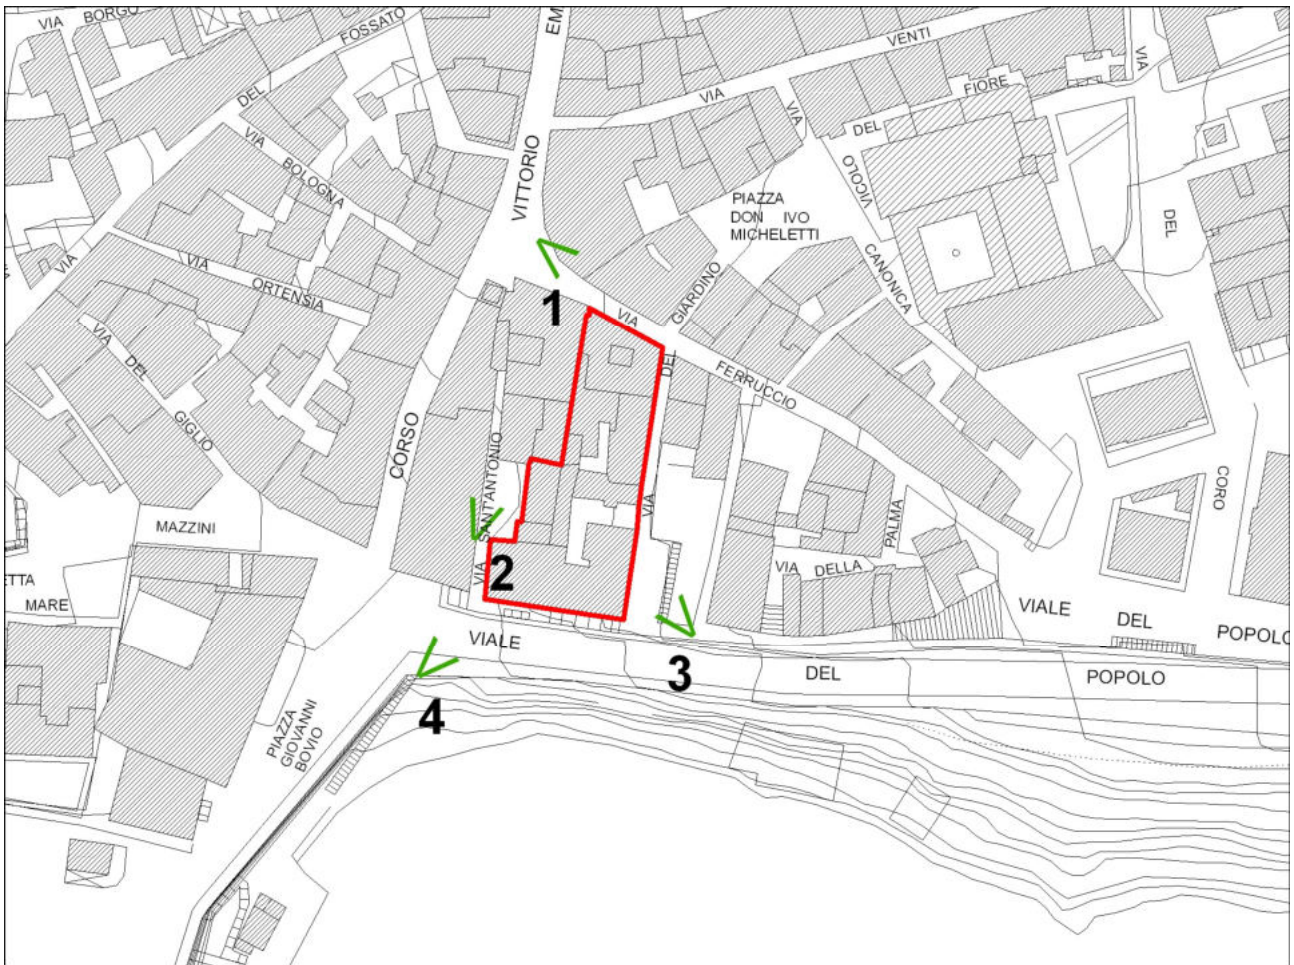 VIA BORGO
FOSSATO
DEL
VIA
EM
VITTORIO
CORSO
VIA
VENTI
VIA
VIA
DEL
FIORE
VICOLO
VIA
BOLOGNA
PIAZZA
DON IVO
MICHELETTI
CANONICA
DEL
VIA
ORTENSIA
VIA
DEL
GIGLIO
1
VIA
FERRUCCIO
GIARDINO
DEL
VIA
VIA SANT'ANTONIO
2
MAZZINI
ETTA
MARE
PALMA
VIA DELLA
CORO
VIALE DEL POPOLO
VIALE
DEL
POPOLO
3
4
PIAZZA
GIOVANNI
BOVIO